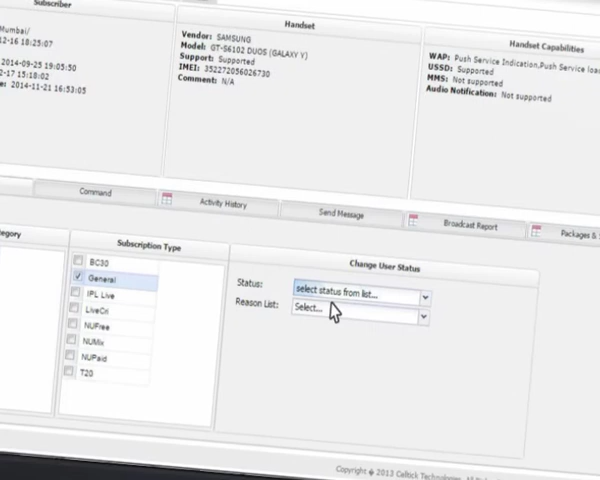 Subscriber
Mumbai/
12-16 18:25:07
2014-09-25 19:05:50
2-17 15:18:02
e: 2014-11-21 16:53:05
Handset
Vendor: SAMSUNG
Model: GT-S6102 DUOS (GALAXY Y)
Support: Supported
IMEI: 352272056026730
Comment: N/A
Handset Capabilities
WAP: Push Service Indication,Push Service loa
USSD: Supported
MMS: Not supported
Audio Notification: Not supported
Command
Activity History
Send Message
Broadcast Report
Packages & S
tegory
Subscription Type
BC30
General
IPL Live
LiveCri
NUFree
NUMix
NUPaid
T20
Change User Status
Status: select status from list...
Reason List: Select...
Copyright � 2013 Celltick Technologies.